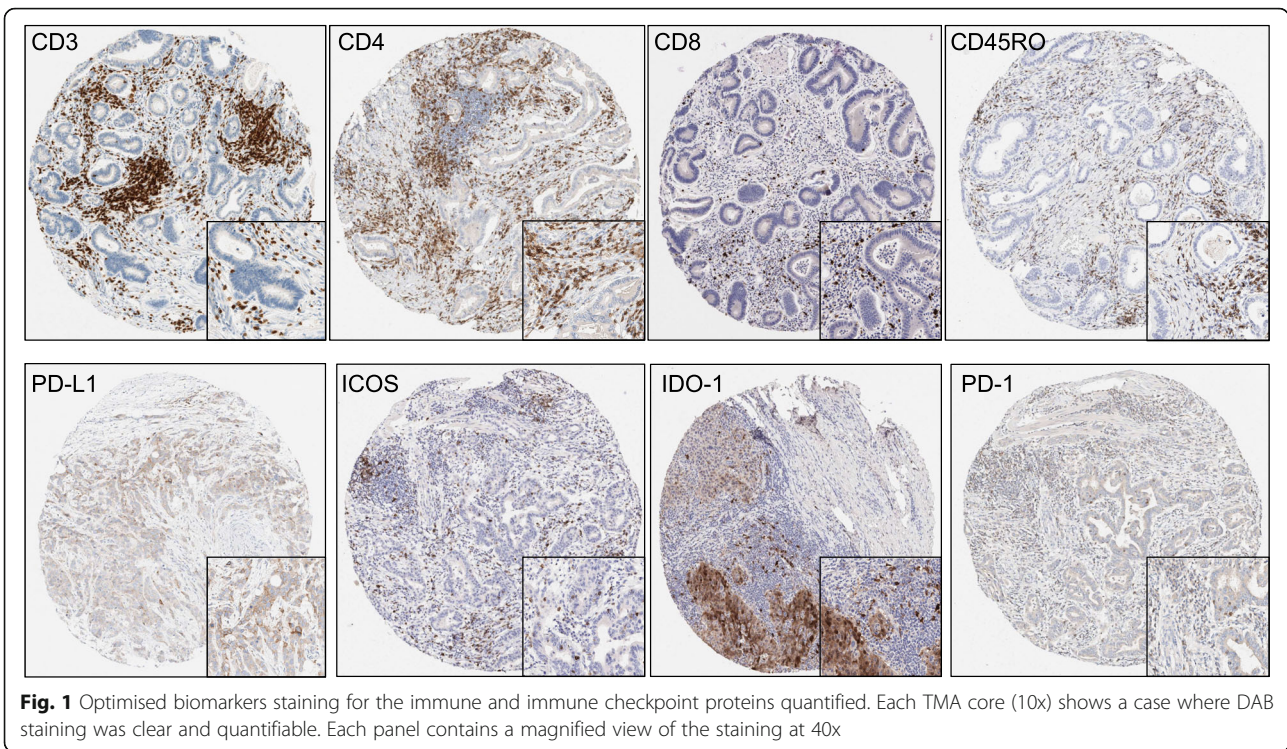 CD3
CD4
CD8
CD45RO
PD-L1
ICOS
IDO-1
PD-1
Fig. 1 Optimised biomarkers staining for the immune and immune checkpoint proteins quantified. Each TMA core (10x) shows a case where DAB
staining was clear and quantifiable. Each panel contains a magnified view of the staining at 40x